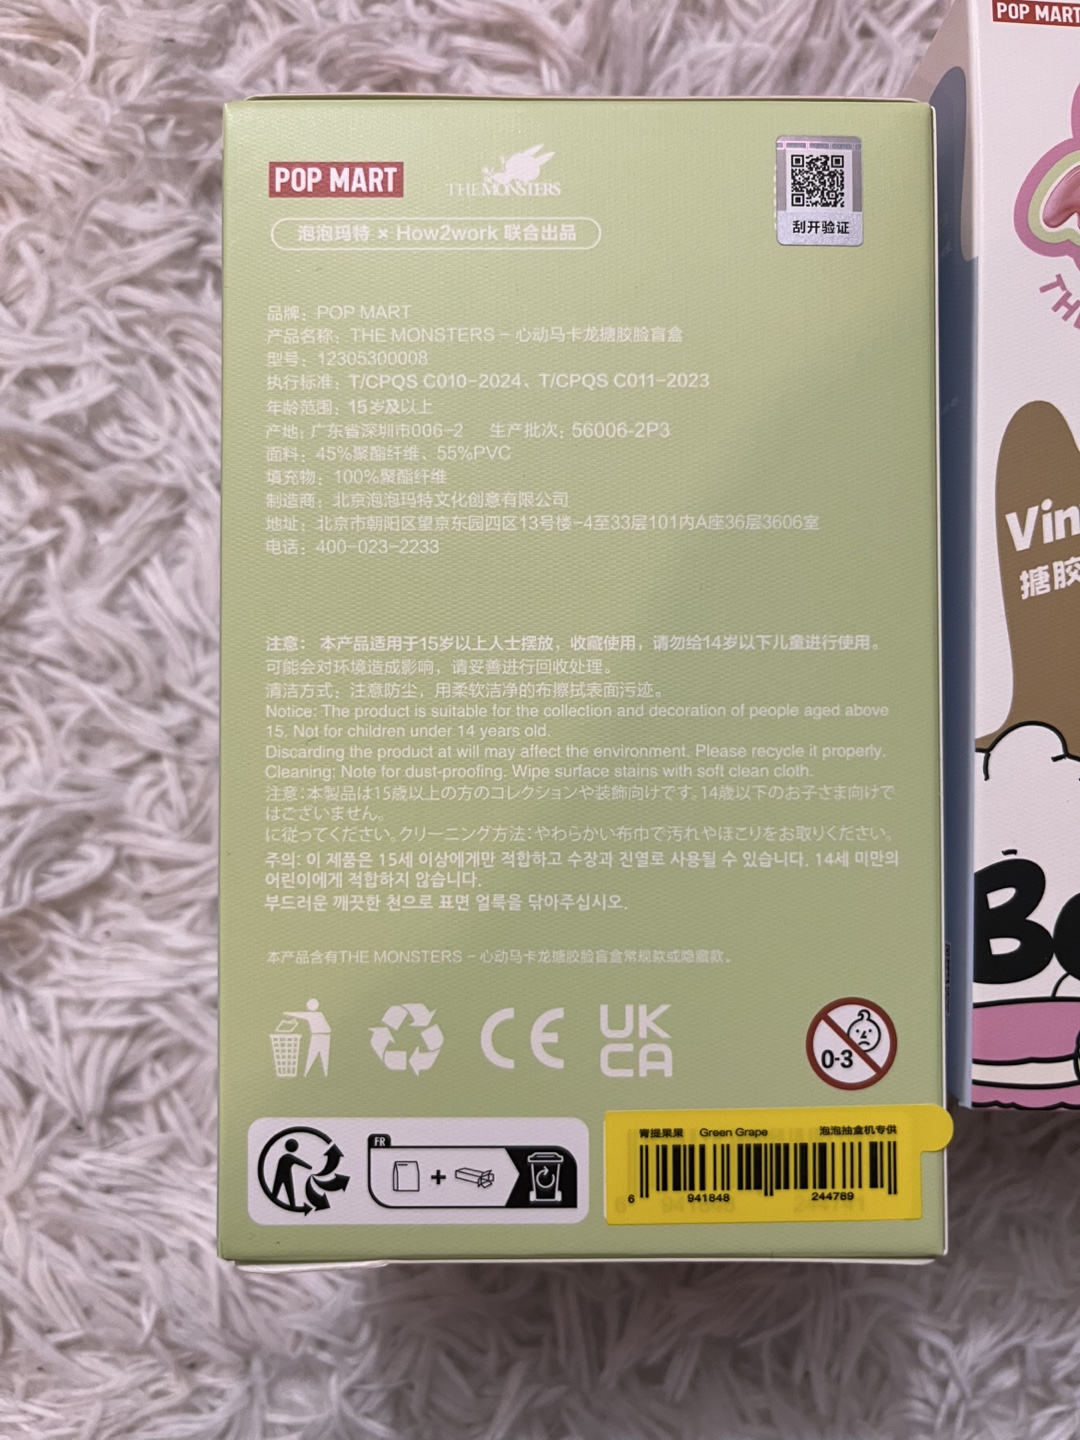 POP MART
THE MONSTERS
泡泡玛特 × How2work 联合出品
刮开验证
品牌：POP MART
产品名称：THE MONSTERS – 心动马卡龙搪胶脸盲盒
型号：12305300008
执行标准：T/CPQS C010-2024、T/CPQS C011-2023
年龄范围：15岁及以上
产地：广东省深圳市006-2 生产批次：56006-2P3
面料：45%聚酯纤维、55%PVC
填充物：100%聚酯纤维
制造商：北京泡泡玛特文化创意有限公司
地址：北京市朝阳区望京东园四区13号楼-4至33层101内A座36层3606室
电话：400-023-2233
注意： 本产品适用于15岁以上人士摆放，收藏使用，请勿给14岁以下儿童进行使用。
可能会对环境造成影响，请妥善进行回收处理。
清洁方式：注意防尘，用柔软洁净的布擦拭表面污迹。
Notice: The product is suitable for the collection and decoration of people aged above
15. Not for children under 14 years old.
Discarding the product at will may affect the environment. Please recycle it properly.
Cleaning: Note for dust-proofing. Wipe surface stains with soft clean cloth.
注意：本製品は15歳以上の方のコレクションや装飾向けです。14歳以下のお子さま向けで
はございません。
に従ってください。クリーニング方法：やわらかい布巾で汚れやほこりをお取りください。
주의: 이 제품은 15세 이상에게만 적합하고 수장과 진열로 사용될 수 있습니다. 14세 미만의
어린이에게 적합하지 않습니다.
부드러운 깨끗한 천으로 표면 얼룩을 닦아주십시오.
本产品含有THE MONSTERS – 心动马卡龙搪胶脸盲盒常规款或隐藏款。
CE
UK
CA
0-3
FR
青提果果 Green Grape 泡泡抽盒机专供
6 941848 244789
POP MART
Vin
搪胶